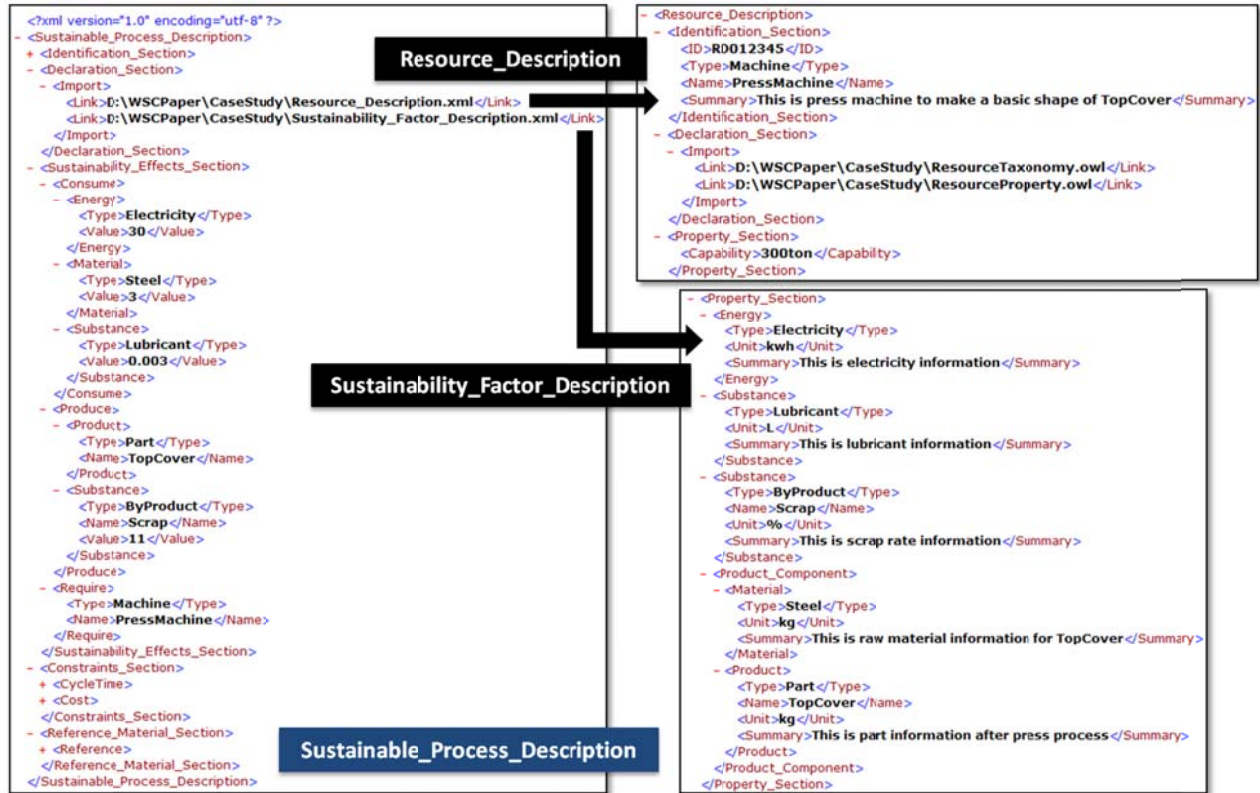 <?xml version="1.0" encoding="utf-8" ?>
- <Sustainable_Process_Description>
+ <Identification_Section>
- <Declaration_Section>
- <Import>
<Link>D:\WSCPaper\CaseStudy\Resource_Description.xml</Link>
<Link>D:\WSCPaper\CaseStudy\Sustainability_Factor_Description.xml</Link>
</Import>
</Declaration_Section>
- <Sustainability_Effects_Section>
- <Consume>
- <Energy>
<Type>Electricity</Type>
<Value>30</Value>
</Energy>
- <Material>
<Type>Steel</Type>
<Value>3</Value>
</Material>
- <Substance>
<Type>Lubricant</Type>
<Value>0.003</Value>
</Substance>
</Consume>
- <Produce>
- <Product>
<Type>Part</Type>
<Name>TopCover</Name>
</Product>
- <Substance>
<Type>ByProduct</Type>
<Name>Scrap</Name>
<Value>11</Value>
</Substance>
</Produce>
- <Require>
<Type>Machine</Type>
<Name>PressMachine</Name>
</Require>
</Sustainability_Effects_Section>
- <Constraints_Section>
+ <CycleTime>
+ <Cost>
</Constraints_Section>
- <Reference_Material_Section>
+ <Reference>
</Reference_Material_Section>
</Sustainable_Process_Description>
Resource_Description
Sustainability_Factor_Description
Sustainable_Process_Description
- <Resource_Description>
- <Identification_Section>
<ID>R0012345</ID>
<Type>Machine</Type>
<Name>PressMachine</Name>
<Summary>This is press machine to make a basic shape of TopCover</Summary>
</Identification_Section>
- <Declaration_Section>
- <Import>
<Link>D:\WSCPaper\CaseStudy\ResourceTaxonomy.owl</Link>
<Link>D:\WSCPaper\CaseStudy\ResourceProperty.owl</Link>
</Import>
</Declaration_Section>
- <Property_Section>
<Capability>300ton</Capabilty>
</Property_Section>
- <Property_Section>
- <Energy>
<Type>Electricity</Type>
<Unit>kwh</Unit>
<Summary>This is electricity information</Summary>
</Energy>
- <Substance>
<Type>Lubricant</Type>
<Unit>L</Unit>
<Summary>This is lubricant information</Summary>
</Substance>
- <Substance>
<Type>ByProduct</Type>
<Name>Scrap</Name>
<Unit>%</Unit>
<Summary>This is scrap rate information</Summary>
</Substance>
- <Product_Component>
- <Material>
<Type>Steel</Type>
<Unit>kg</Unit>
<Summary>This is raw material information for TopCover</Summary>
</Material>
- <Product>
<Type>Part</Type>
<Name>TopCover</Name>
<Unit>kg</Unit>
<Summary>This is part information after press process</Summary>
</Product>
</Product_Component>
</Property_Section>